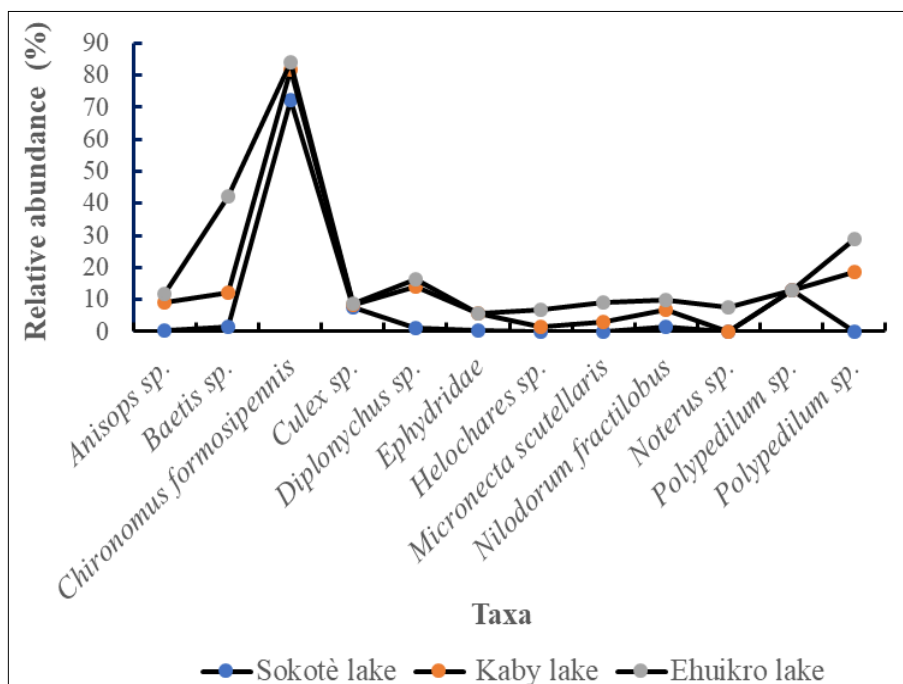 Relative abundance (%)
90
80
70
60
50
40
30
20
10
0
Anisops sp.
Baetis sp.
Chironomus formosipennis
Culex sp.
Diplonychus sp.
Ephydridae
Helochares sp.
Micronecta scutellaris
Nilodorum fractilobus
Noterus sp.
Polypedilum sp.
Polypedilum sp.
Taxa
Sokotè lake Kaby lake Ehuikro lake